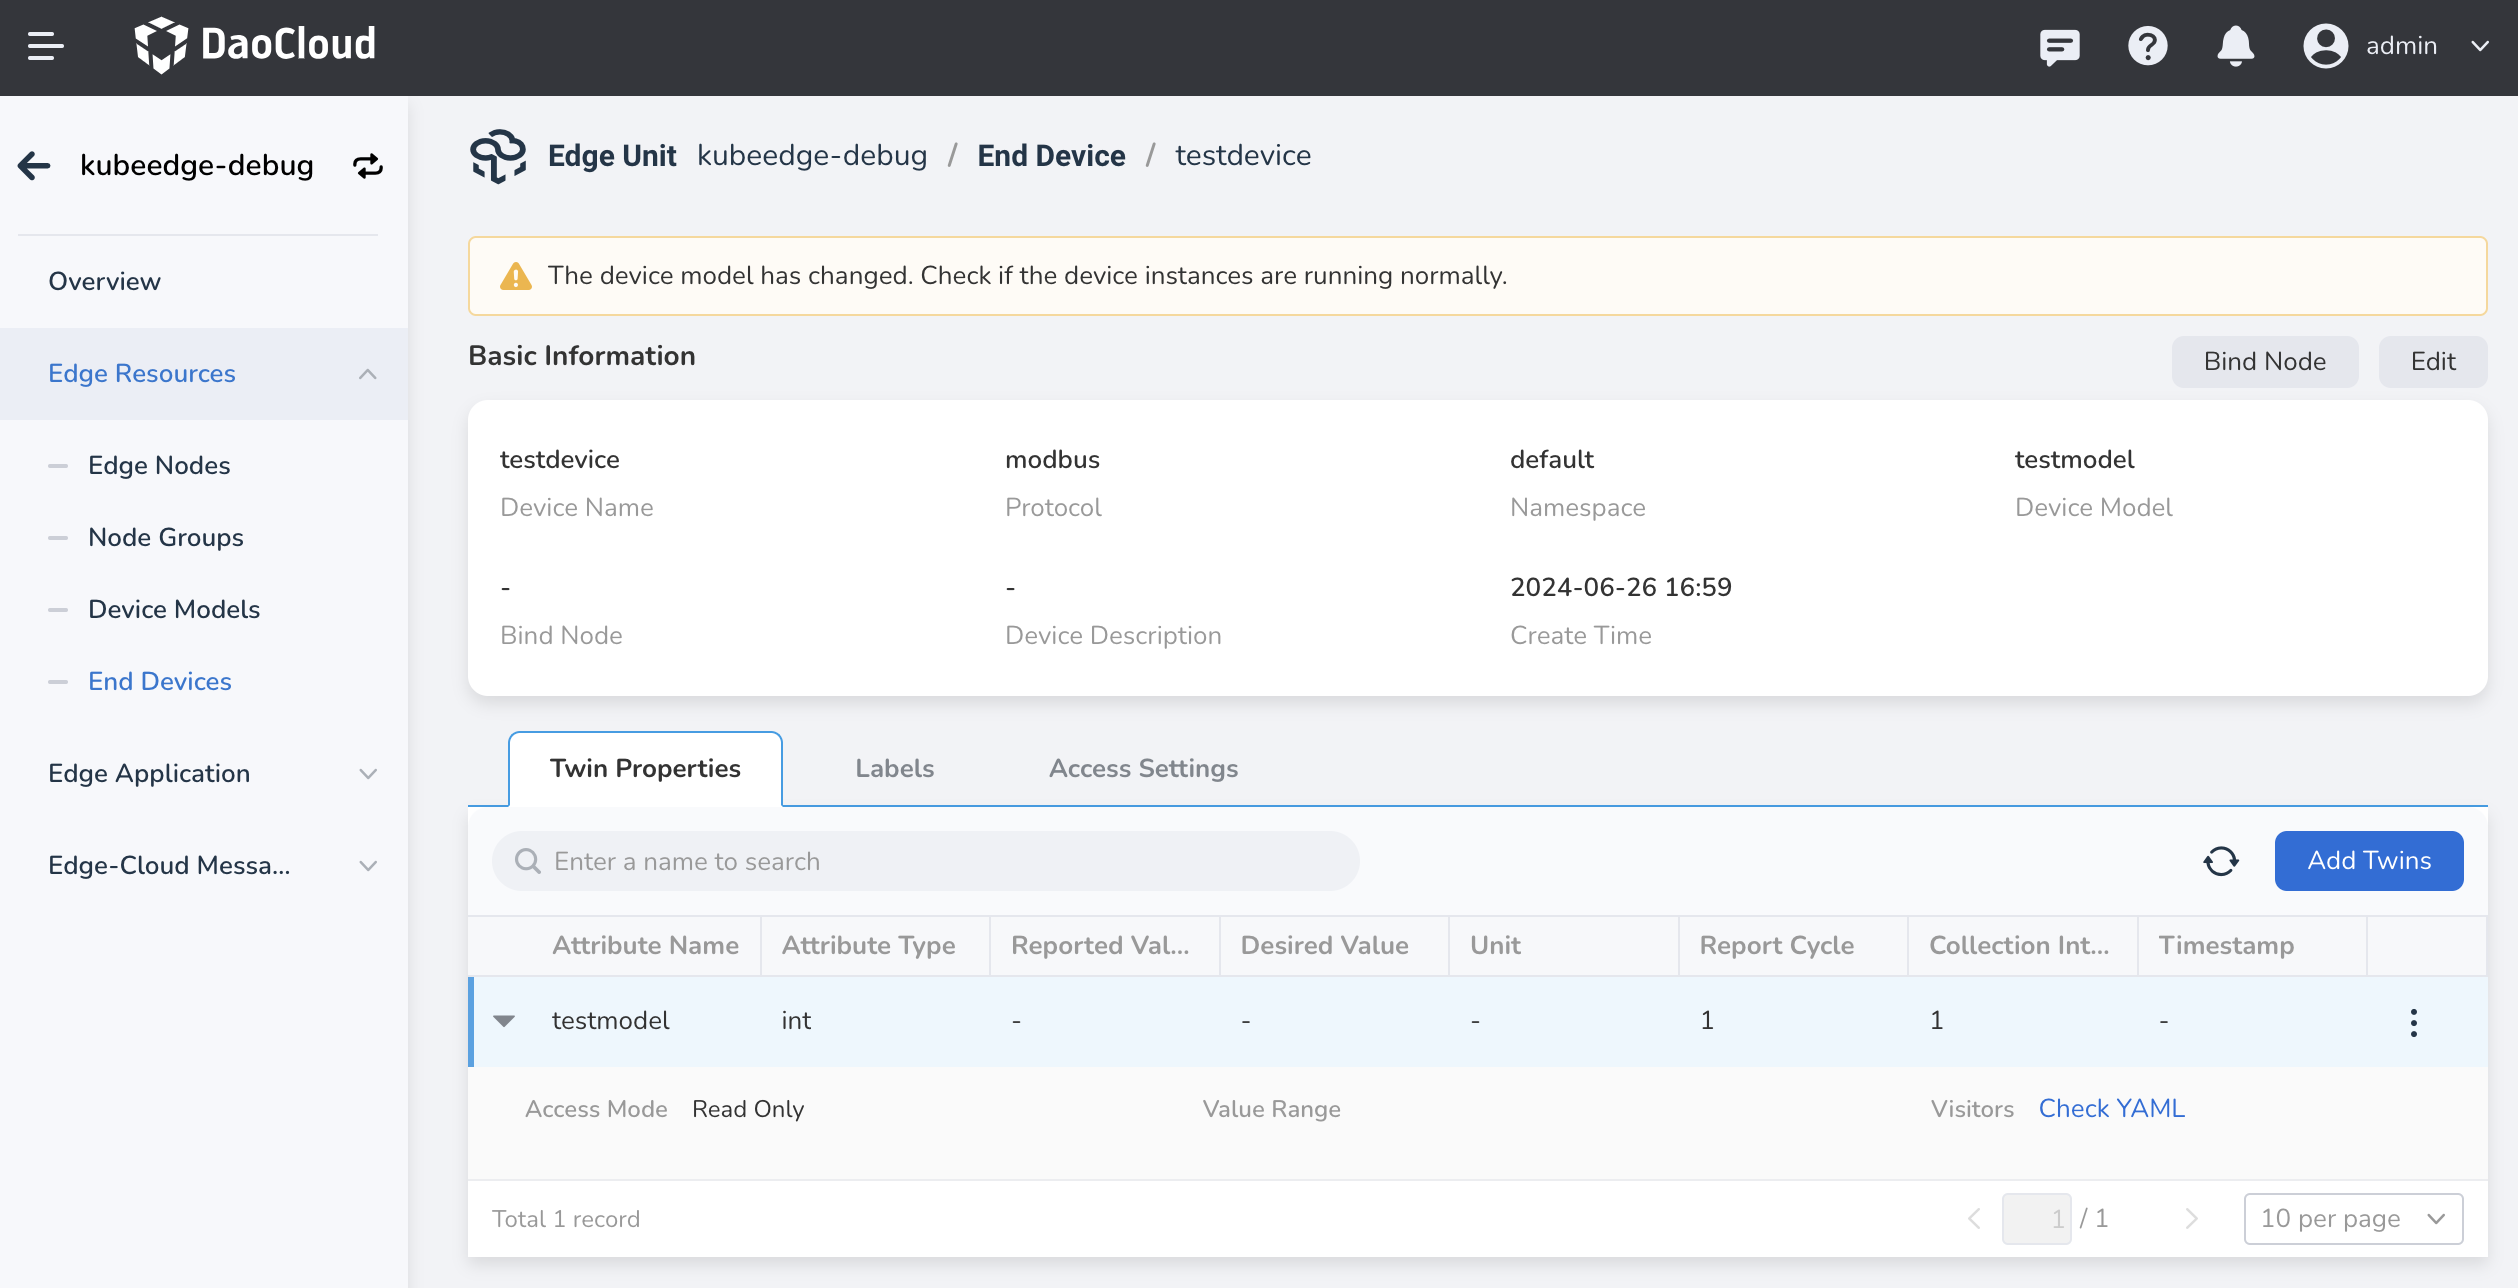 DaoCloud
admin
kubeedge-debug
Overview
Edge Resources
Edge Nodes
Node Groups
Device Models
End Devices
Edge Application
Edge-Cloud Messa...
Edge Unit kubeedge-debug / End Device / testdevice
The device model has changed. Check if the device instances are running normally.
Basic Information
Bind Node Edit
testdevice modbus default testmodel
Device Name Protocol Namespace Device Model
- - 2024-06-26 16:59
Bind Node Device Description Create Time
Twin Properties Labels Access Settings
Enter a name to search
Add Twins
Attribute Name Attribute Type Reported Val... Desired Value Unit Report Cycle Collection Int... Timestamp
testmodel int - - - 1 1 -
Access Mode Read Only Value Range Visitors Check YAML
Total 1 record
1 / 1
10 per page